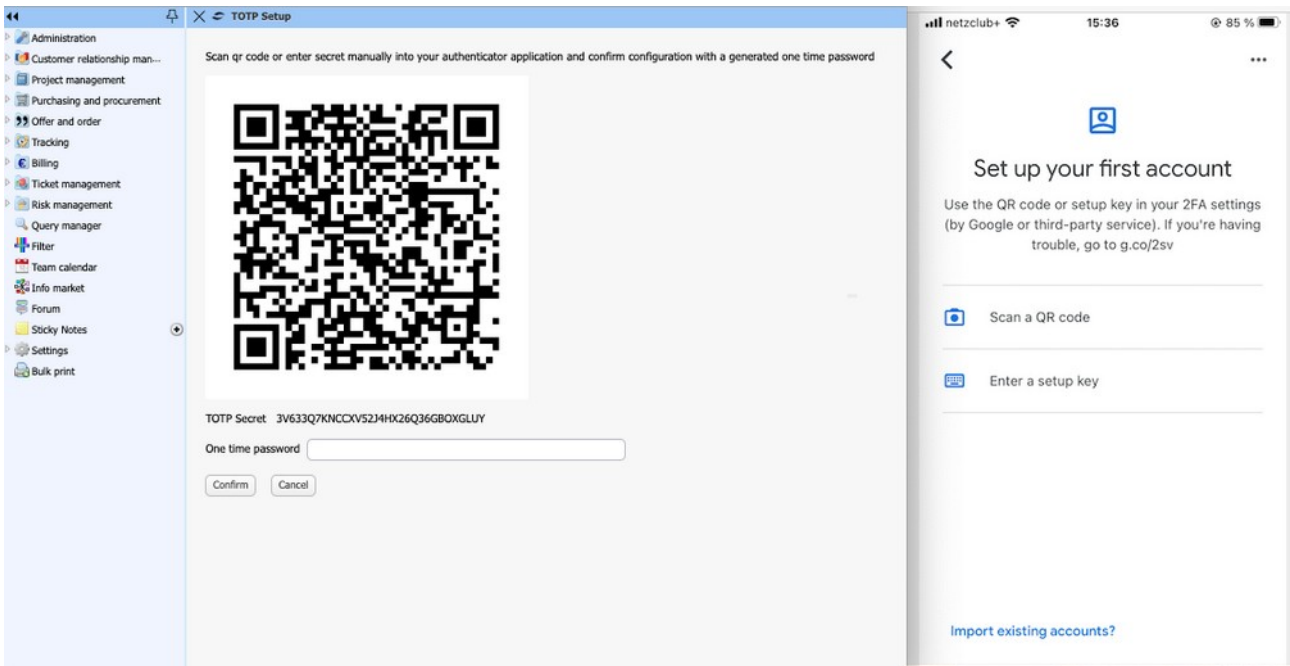 TOTP Setup
Administration
Customer relationship man...
Project management
Purchasing and procurement
Offer and order
Tracking
Billing
Ticket management
Risk management
Query manager
Filter
Team calendar
Info market
Forum
Sticky Notes
Settings
Bulk print
Scan qr code or enter secret manually into your authenticator application and confirm configuration with a generated one time password
TOTP Secret 3V633Q7KNCCXV52J4HX26Q36GBOXGLUY
One time password
Confirm Cancel
netzclub+ 15:36 85 %
Set up your first account
Use the QR code or setup key in your 2FA settings
(by Google or third-party service). If you're having
trouble, go to g.co/2sv
Scan a QR code
Enter a setup key
Import existing accounts?